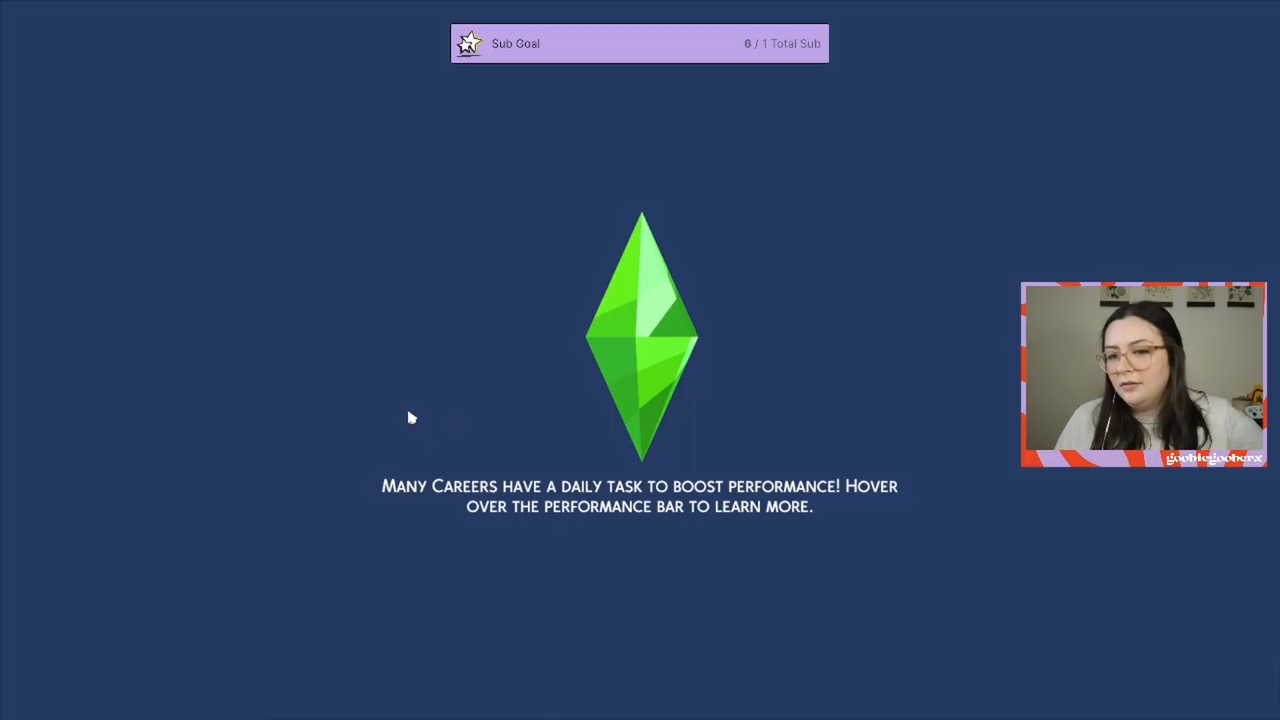 Sub Goal
6 / 1 Total Sub
goobiegooberx
Many Careers have a daily task to boost performance! Hover
over the performance bar to learn more.